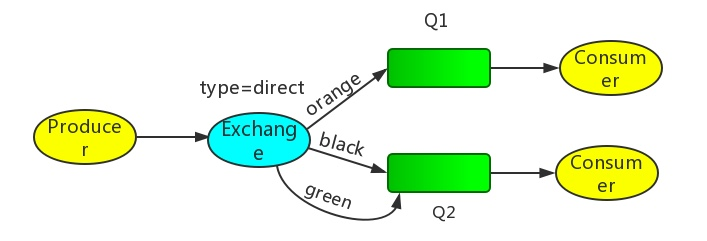 Q1
Consum
er
type=direct
orange
Produce
r
Exchang
e
black
Consum
er
green
Q2